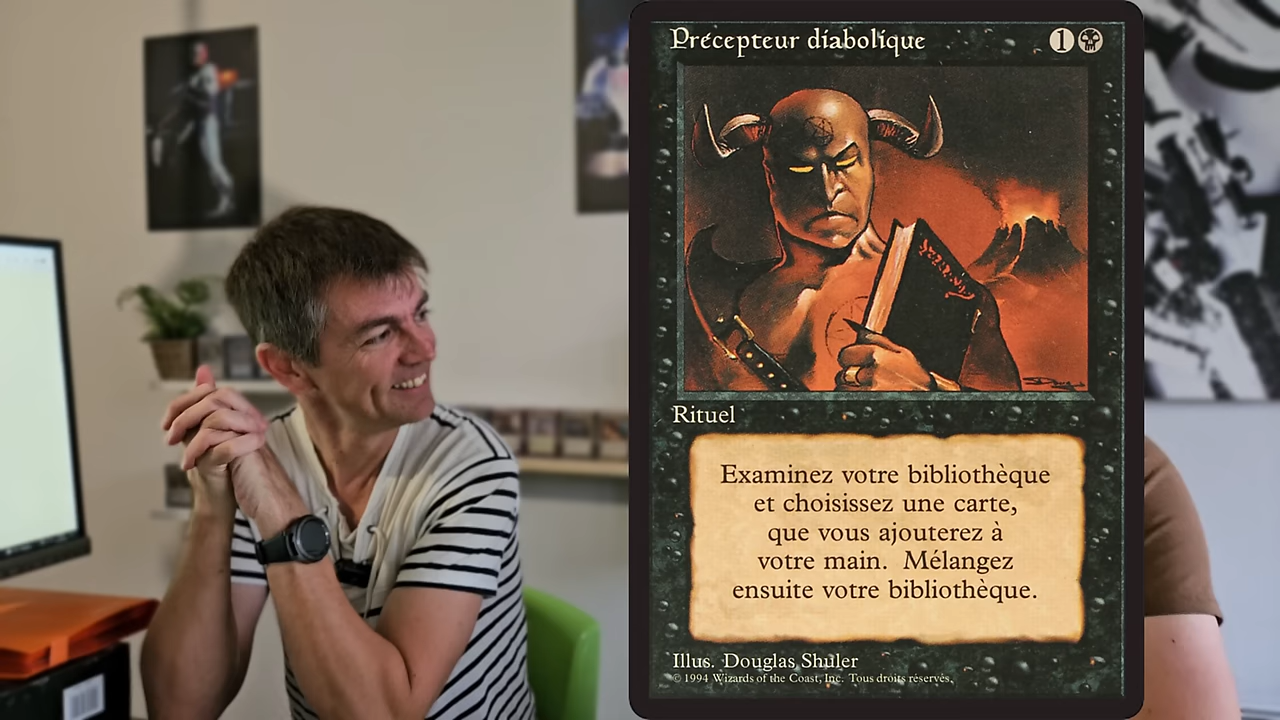 Précepteur diabolique
1
Rituel
Examinez votre bibliothèque
et choisissez une carte,
que vous ajouterez à
votre main. Mélangez
ensuite votre bibliothèque.
Illus. Douglas Shuler
© 1994 Wizards of the Coast, Inc. Tous droits réservés.